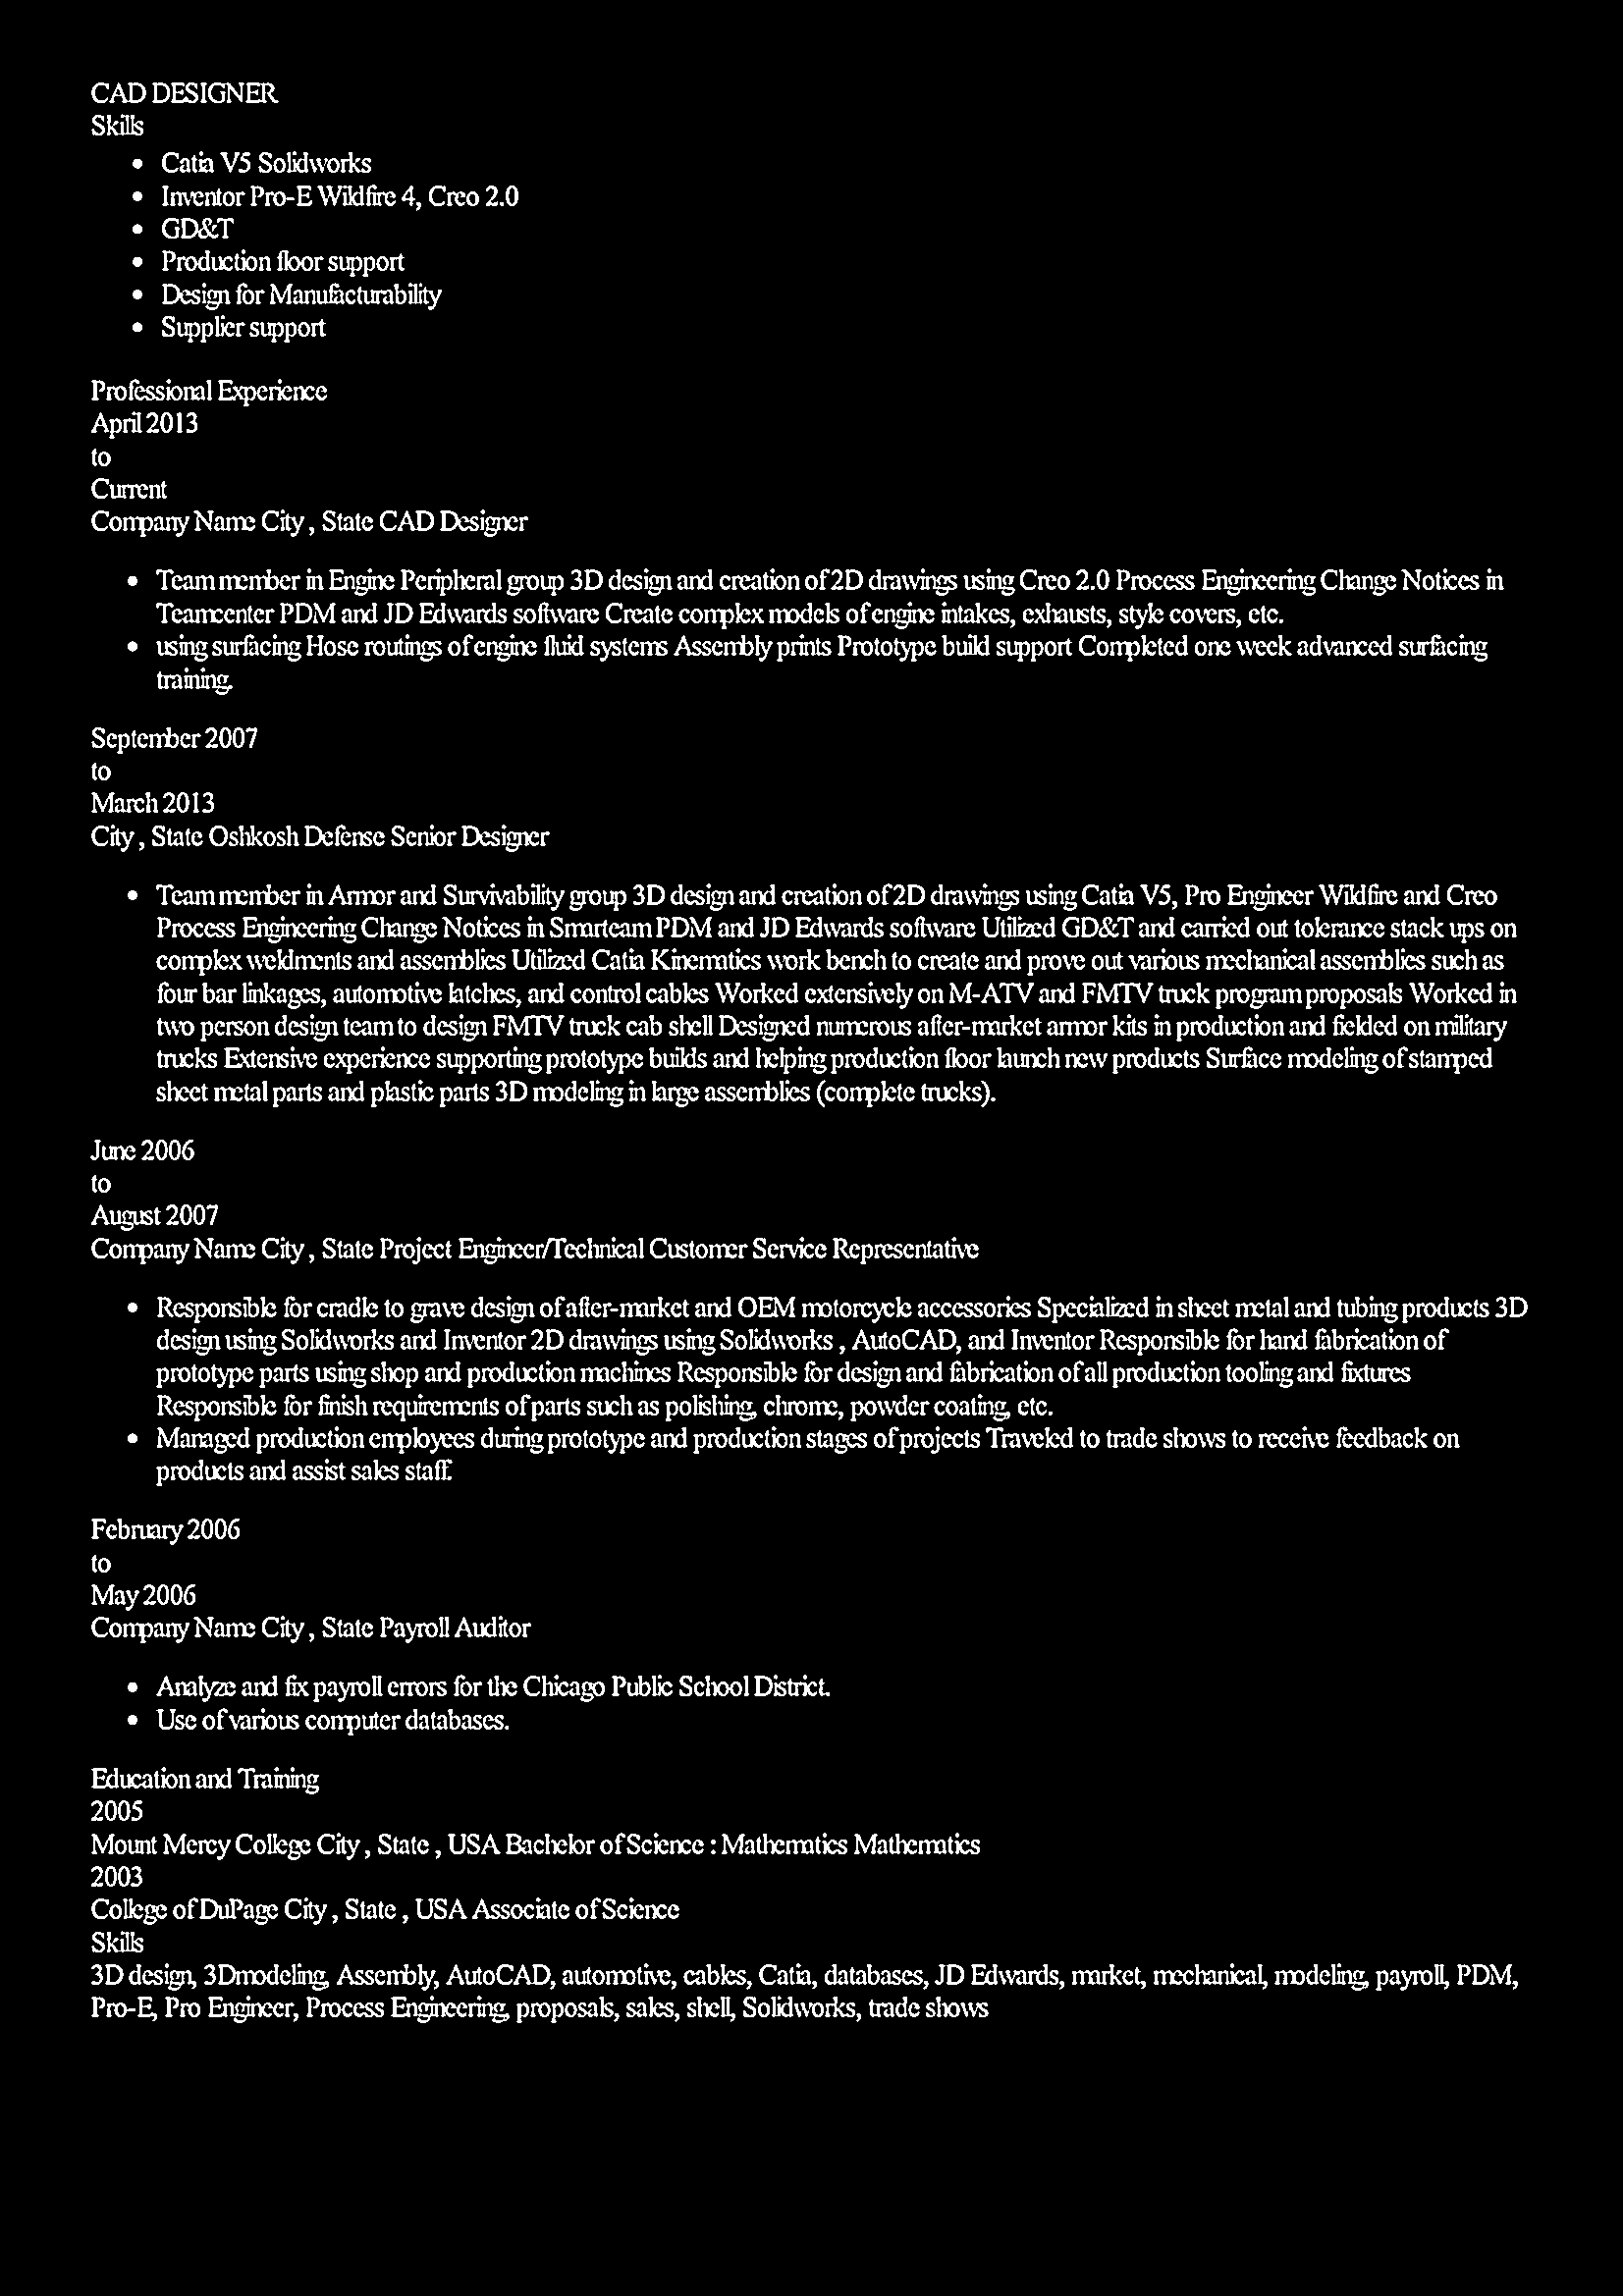 CAD DESIGNER
Skills
• Catia V5 Solidworks
• Inventor Pro-E Wildfire 4, Creo 2.0
• GD&T
• Production floor support
• Design for Manufacturability
• Supplier support
Professional Experience
April 2013
to
Current
Company Name City , State CAD Designer
• Team member in Engine Peripheral group 3D design and creation of 2D drawings using Creo 2.0 Process Engineering Change Notices in
Teamcenter PDM and JD Edwards software Create complex models of engine intakes, exhausts, style covers, etc.
• using surfacing Hose routings of engine fluid systems Assembly prints Prototype build support Completed one week advanced surfacing
training.
September 2007
to
March 2013
City , State Oshkosh Defense Senior Designer
• Team member in Armor and Survivability group 3D design and creation of 2D drawings using Catia V5, Pro Engineer Wildfire and Creo
Process Engineering Change Notices in Smarteam PDM and JD Edwards software Utilized GD&T and carried out tolerance stack ups on
complex weldments and assemblies Utilized Catia Kinematics work bench to create and prove out various mechanical assemblies such as
four bar linkages, automotive latches, and control cables Worked extensively on M-ATV and FMTV truck program proposals Worked in
two person design team to design FMTV truck cab shell Designed numerous after-market armor kits in production and fielded on military
trucks Extensive experience supporting prototype builds and helping production floor launch new products Surface modeling of stamped
sheet metal parts and plastic parts 3D modeling in large assemblies (complete trucks).
June 2006
to
August 2007
Company Name City , State Project Engineer/Technical Customer Service Representative
• Responsible for cradle to grave design of after-market and OEM motorcycle accessories Specialized in sheet metal and tubing products 3D
design using Solidworks and Inventor 2D drawings using Solidworks , AutoCAD, and Inventor Responsible for hand fabrication of
prototype parts using shop and production machines Responsible for design and fabrication of all production tooling and fixtures
Responsible for finish requirements of parts such as polishing, chrome, powder coating, etc.
• Managed production employees during prototype and production stages of projects Traveled to trade shows to receive feedback on
products and assist sales staff.
February 2006
to
May 2006
Company Name City , State Payroll Auditor
• Analyze and fix payroll errors for the Chicago Public School District.
• Use of various computer databases.
Education and Training
2005
Mount Mercy College City , State , USA Bachelor of Science : Mathematics Mathematics
2003
College of DuPage City , State , USA Associate of Science
Skills
3D design, 3Dmodeling, Assembly, AutoCAD, automotive, cables, Catia, databases, JD Edwards, market, mechanical, modeling, payroll, PDM,
Pro-E, Pro Engineer, Process Engineering, proposals, sales, shell, Solidworks, trade shows